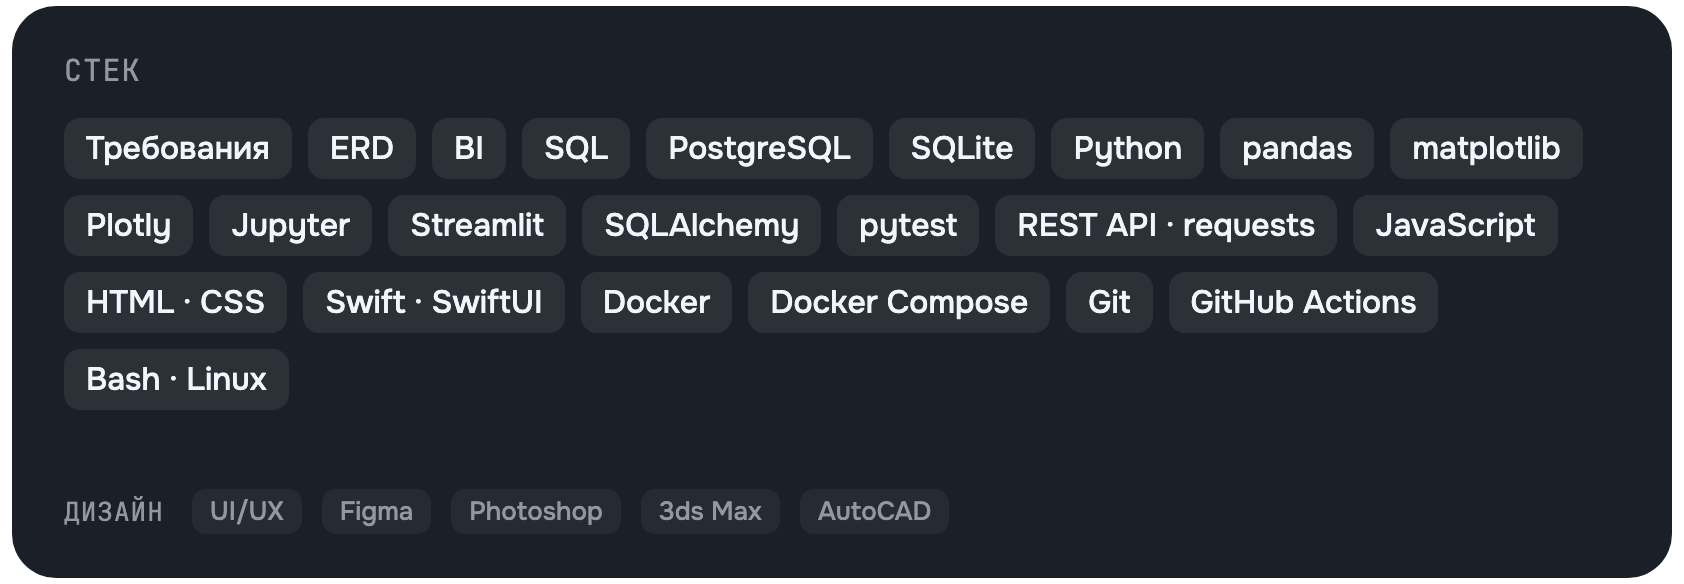 СТЕК
Требования ERD BI SQL PostgreSQL SQLite Python pandas matplotlib
Plotly Jupyter Streamlit SQLAlchemy pytest REST API · requests JavaScript
HTML · CSS Swift · SwiftUI Docker Docker Compose Git GitHub Actions
Bash · Linux
ДИЗАЙН UI/UX Figma Photoshop 3ds Max AutoCAD